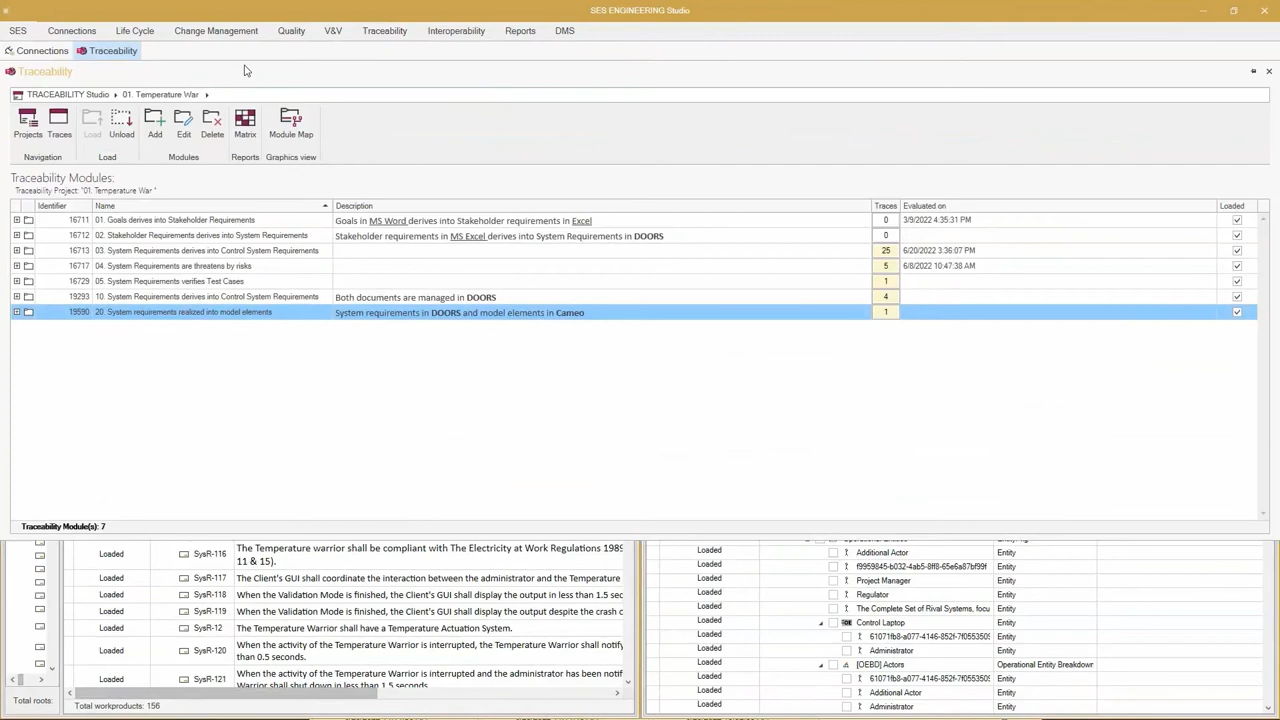 SES ENGINEERING Studio
SES Connections Life Cycle Change Management Quality V&V Traceability Interoperability Reports DMS
Connections Traceability
Traceability
TRACEABILITY Studio 01. Temperature War
Projects Traces Load Unload Add Edit Delete Matrix Module Map
Navigation Load Modules Reports Graphics view
Traceability Modules:
Traceability Project: "01. Temperature War "
Identifier Name Description Traces Evaluated on Loaded
16711 01. Goals derives into Stakeholder Requirements Goals in MS Word derives into Stakeholder requirements in Excel 0 3/9/2022 4:35:31 PM
16712 02. Stakeholder Requirements derives into System Requirements Stakeholder requirements in MS Excel derives into System Requirements in DOORS 0
16713 03. System Requirements derives into Control System Requirements 25 6/20/2022 3:36:07 PM
16717 04. System Requirements are threatens by risks 5 6/8/2022 10:47:38 AM
16729 05. System Requirements verifies Test Cases 1
19293 10. System Requirements derives into Control System Requirements Both documents are managed in DOORS 4
19590 20. System requirements realized into model elements System requirements in DOORS and model elements in Cameo 1
Traceability Module(s): 7
Loaded SysR-116 The Temperature warrior shall be compliant with The Electricity at Work Regulations 1989
11 & 15).
Loaded SysR-117 The Client's GUI shall coordinate the interaction between the administrator and the Temperature
Loaded SysR-118 When the Validation Mode is finished, the Client's GUI shall display the output in less than 1.5 sec
Loaded SysR-119 When the Validation Mode is finished, the Client's GUI shall display the output despite the crash c
Loaded SysR-12 The Temperature Warrior shall have a Temperature Actuation System.
Loaded SysR-120 When the activity of the Temperature Warrior is interrupted, the Temperature Warrior shall notify
than 0.5 seconds.
Loaded SysR-121 When the activity of the Temperature Warrior is interrupted and the administrator has been notif
Warrior shall shut down in less than 1.5 seconds.
Total roots:
Total workproducts: 156
Loaded Additional Actor Entity
Loaded f9959845-b032-4ab5-8ff8-65e6a87bf99f Entity
Loaded Project Manager Entity
Loaded Regulator Entity
Loaded The Complete Set of Rival Systems, focu Entity
Loaded Control Laptop Entity
Loaded 61071fb8-a077-4146-852f-7f0553505 Entity
Loaded Administrator Entity
Loaded [OEBD] Actors Operational Entity Breakdowr
Loaded 61071fb8-a077-4146-852f-7f0553505 Entity
Loaded Additional Actor Entity
Loaded Administrator Entity